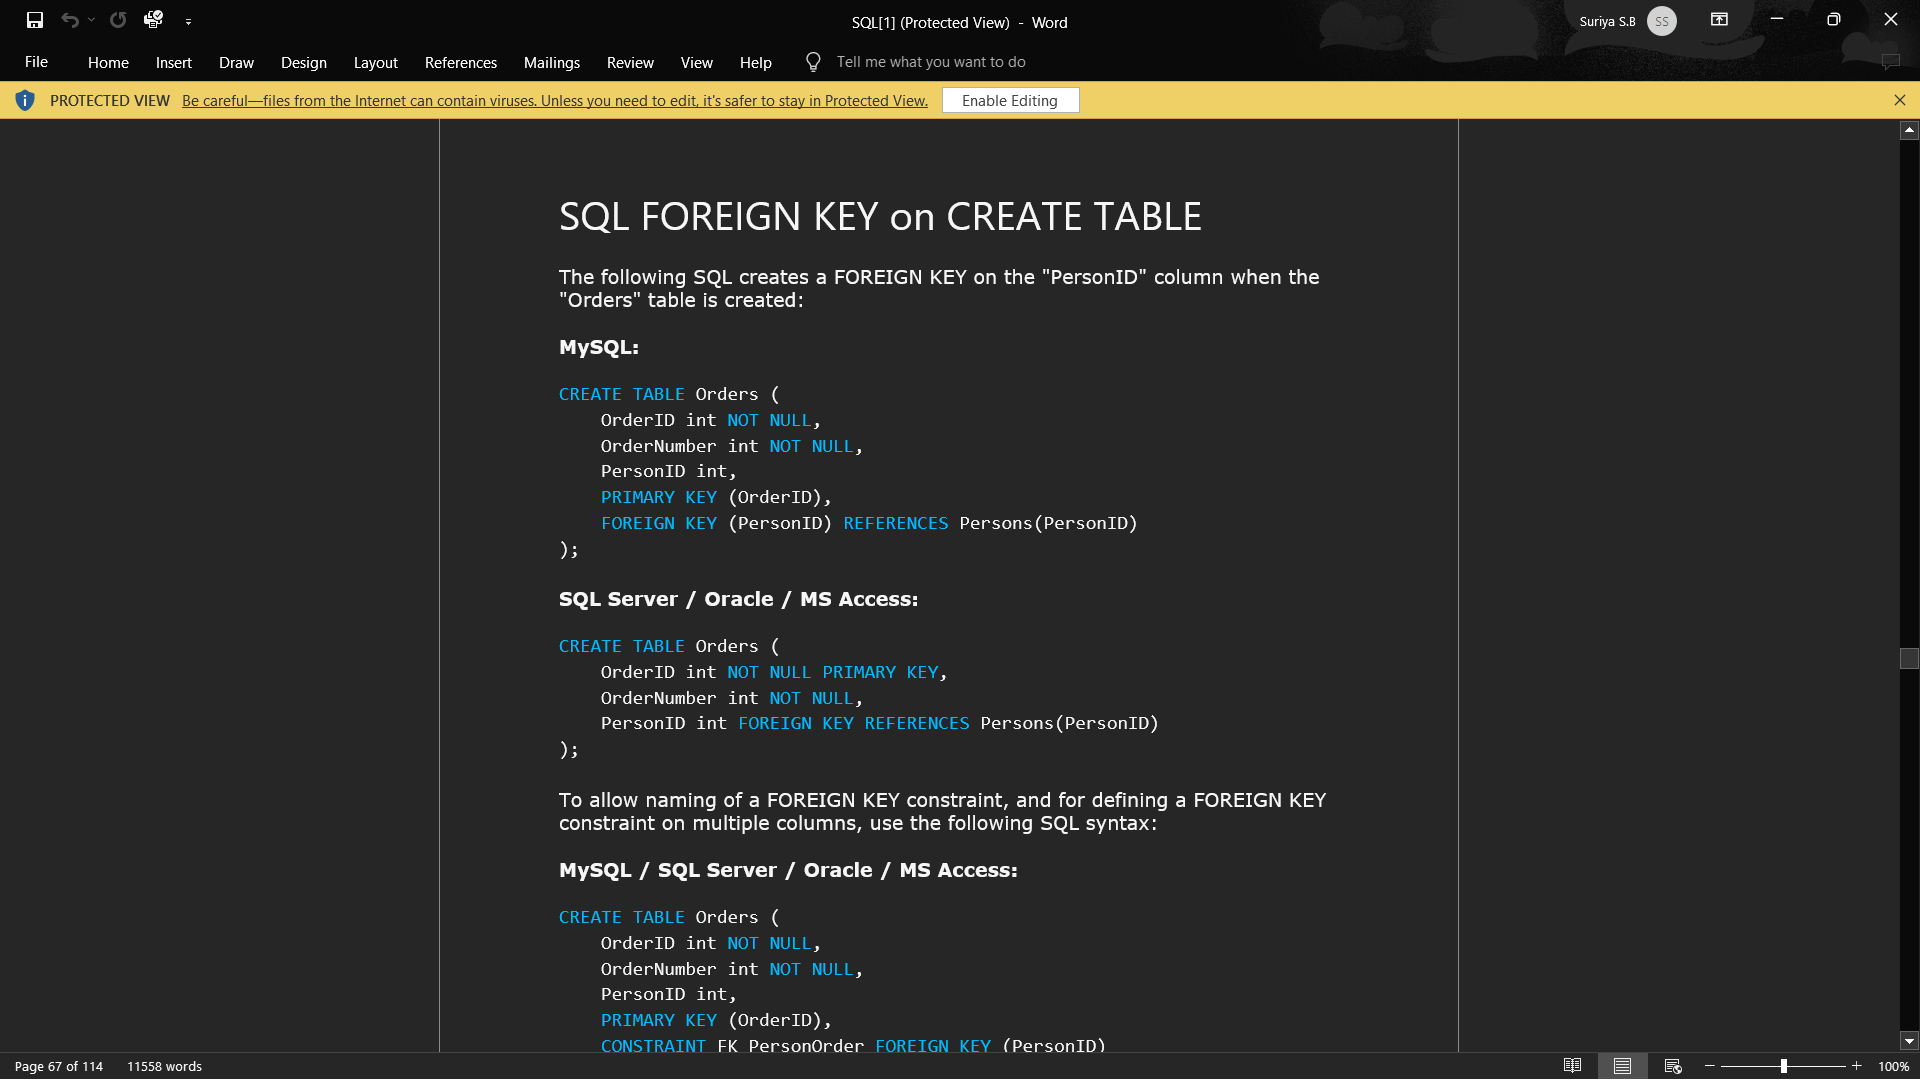 SQL[1] (Protected View) - Word
Suriya S.B
SS
File Home Insert Draw Design Layout References Mailings Review View Help Tell me what you want to do
PROTECTED VIEW Be careful—files from the Internet can contain viruses. Unless you need to edit, it's safer to stay in Protected View. Enable Editing
SQL FOREIGN KEY on CREATE TABLE
The following SQL creates a FOREIGN KEY on the "PersonID" column when the
"Orders" table is created:
MySQL:
CREATE TABLE Orders (
    OrderID int NOT NULL,
    OrderNumber int NOT NULL,
    PersonID int,
    PRIMARY KEY (OrderID),
    FOREIGN KEY (PersonID) REFERENCES Persons(PersonID)
);
SQL Server / Oracle / MS Access:
CREATE TABLE Orders (
    OrderID int NOT NULL PRIMARY KEY,
    OrderNumber int NOT NULL,
    PersonID int FOREIGN KEY REFERENCES Persons(PersonID)
);
To allow naming of a FOREIGN KEY constraint, and for defining a FOREIGN KEY
constraint on multiple columns, use the following SQL syntax:
MySQL / SQL Server / Oracle / MS Access:
CREATE TABLE Orders (
    OrderID int NOT NULL,
    OrderNumber int NOT NULL,
    PersonID int,
    PRIMARY KEY (OrderID),
    CONSTRAINT FK_PersonOrder FOREIGN KEY (PersonID)
Page 67 of 114 11558 words
100%